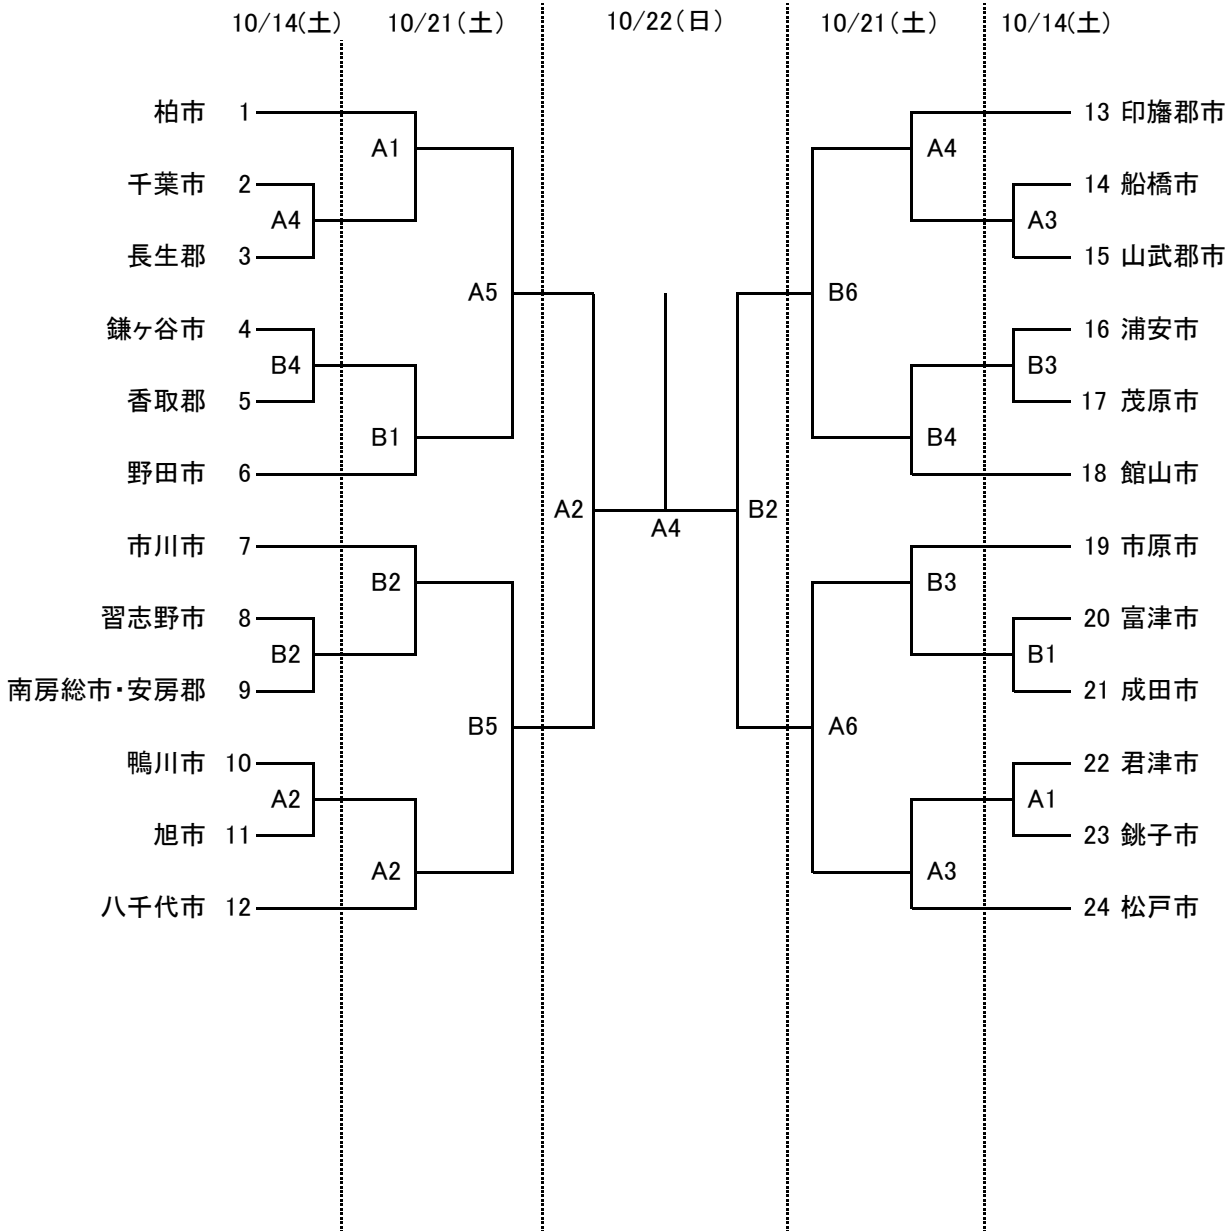 10/14(土) 10/21(土) 10/22(日) 10/21(土) 10/14(土)
柏市 1 13 印旛郡市
A1 A4
千葉市 2 14 船橋市
A4 A3
長生郡 3 15 山武郡市
A5 B6
鎌ヶ谷市 4 16 浦安市
B4 B3
香取郡 5 17 茂原市
B1 B4
野田市 6 18 館山市
A2 B2
A4
市川市 7 19 市原市
B2 B3
習志野市 8 20 富津市
B2 B1
南房総市・安房郡 9 21 成田市
B5 A6
鴨川市 10 22 君津市
A2 A1
旭市 11 23 銚子市
A2 A3
八千代市 12 24 松戸市